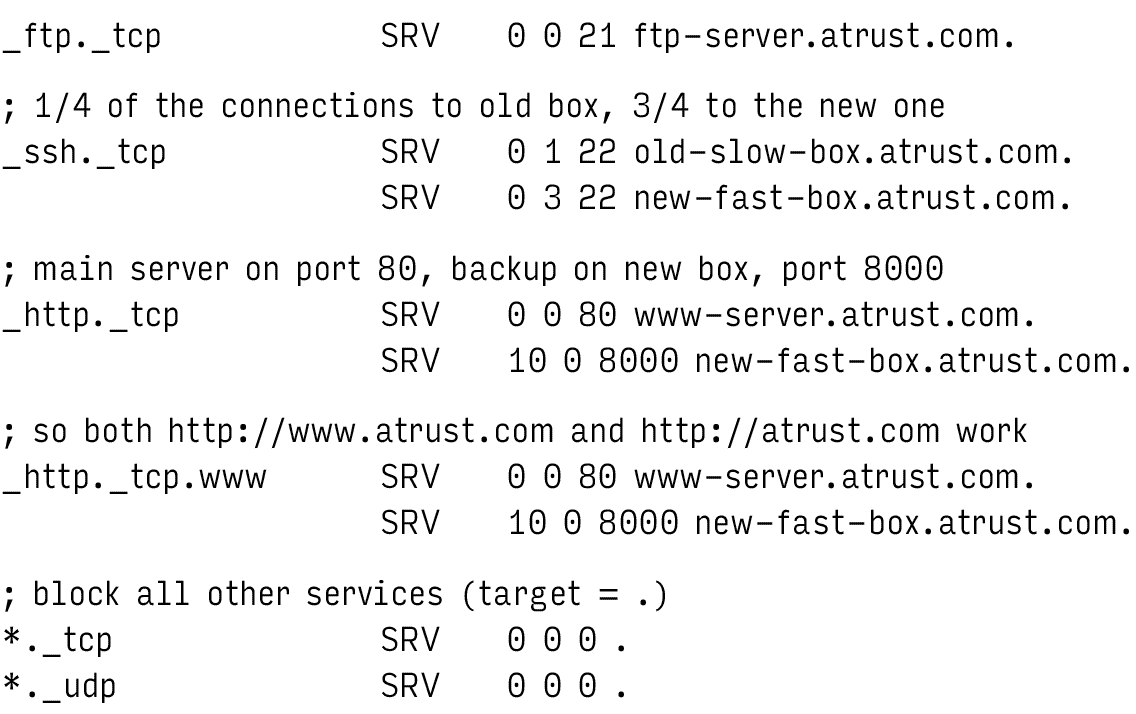 _ftp._tcp SRV 0 0 21 ftp-server.atrust.com.
; 1/4 of the connections to old box, 3/4 to the new one
_ssh._tcp SRV 0 1 22 old-slow-box.atrust.com.
SRV 0 3 22 new-fast-box.atrust.com.
; main server on port 80, backup on new box, port 8000
_http._tcp SRV 0 0 80 www-server.atrust.com.
SRV 10 0 8000 new-fast-box.atrust.com.
; so both http://www.atrust.com and http://atrust.com work
_http._tcp.www SRV 0 0 80 www-server.atrust.com.
SRV 10 0 8000 new-fast-box.atrust.com.
; block all other services (target = .)
*._tcp SRV 0 0 0 .
*._udp SRV 0 0 0 .